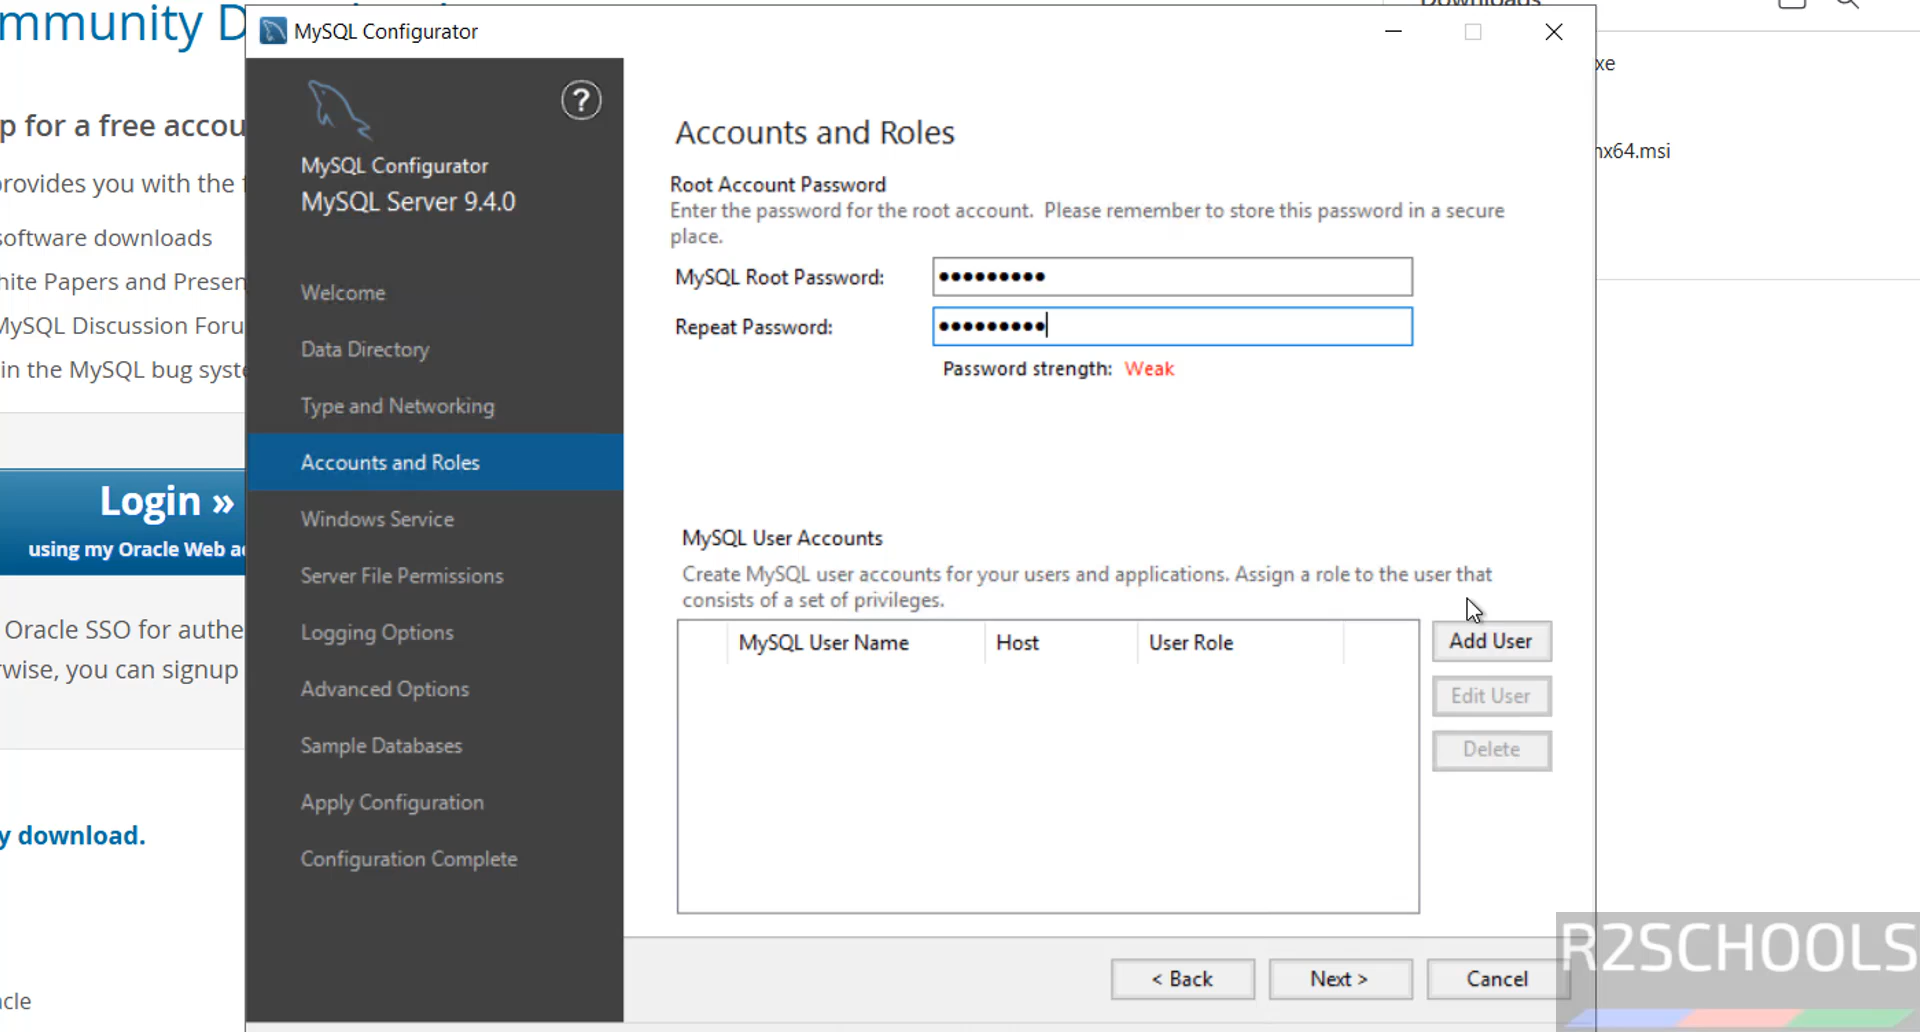 mmunity D
p for a free accou
rovides you with the f
software downloads
hite Papers and Presen
MySQL Discussion Foru
in the MySQL bug syste
Login »
using my Oracle Web a
Oracle SSO for authe
wise, you can signup
y download.
cle
MySQL Configurator
?
MySQL Configurator
MySQL Server 9.4.0
Welcome
Data Directory
Type and Networking
Accounts and Roles
Windows Service
Server File Permissions
Logging Options
Advanced Options
Sample Databases
Apply Configuration
Configuration Complete
Accounts and Roles
Root Account Password
Enter the password for the root account. Please remember to store this password in a secure
place.
MySQL Root Password: ●●●●●●●●●
Repeat Password: ●●●●●●●●●
Password strength: Weak
MySQL User Accounts
Create MySQL user accounts for your users and applications. Assign a role to the user that
consists of a set of privileges.
MySQL User Name Host User Role
Add User
Edit User
Delete
< Back Next > Cancel
Downloads
xe
nx64.msi
R2SCHOOLS